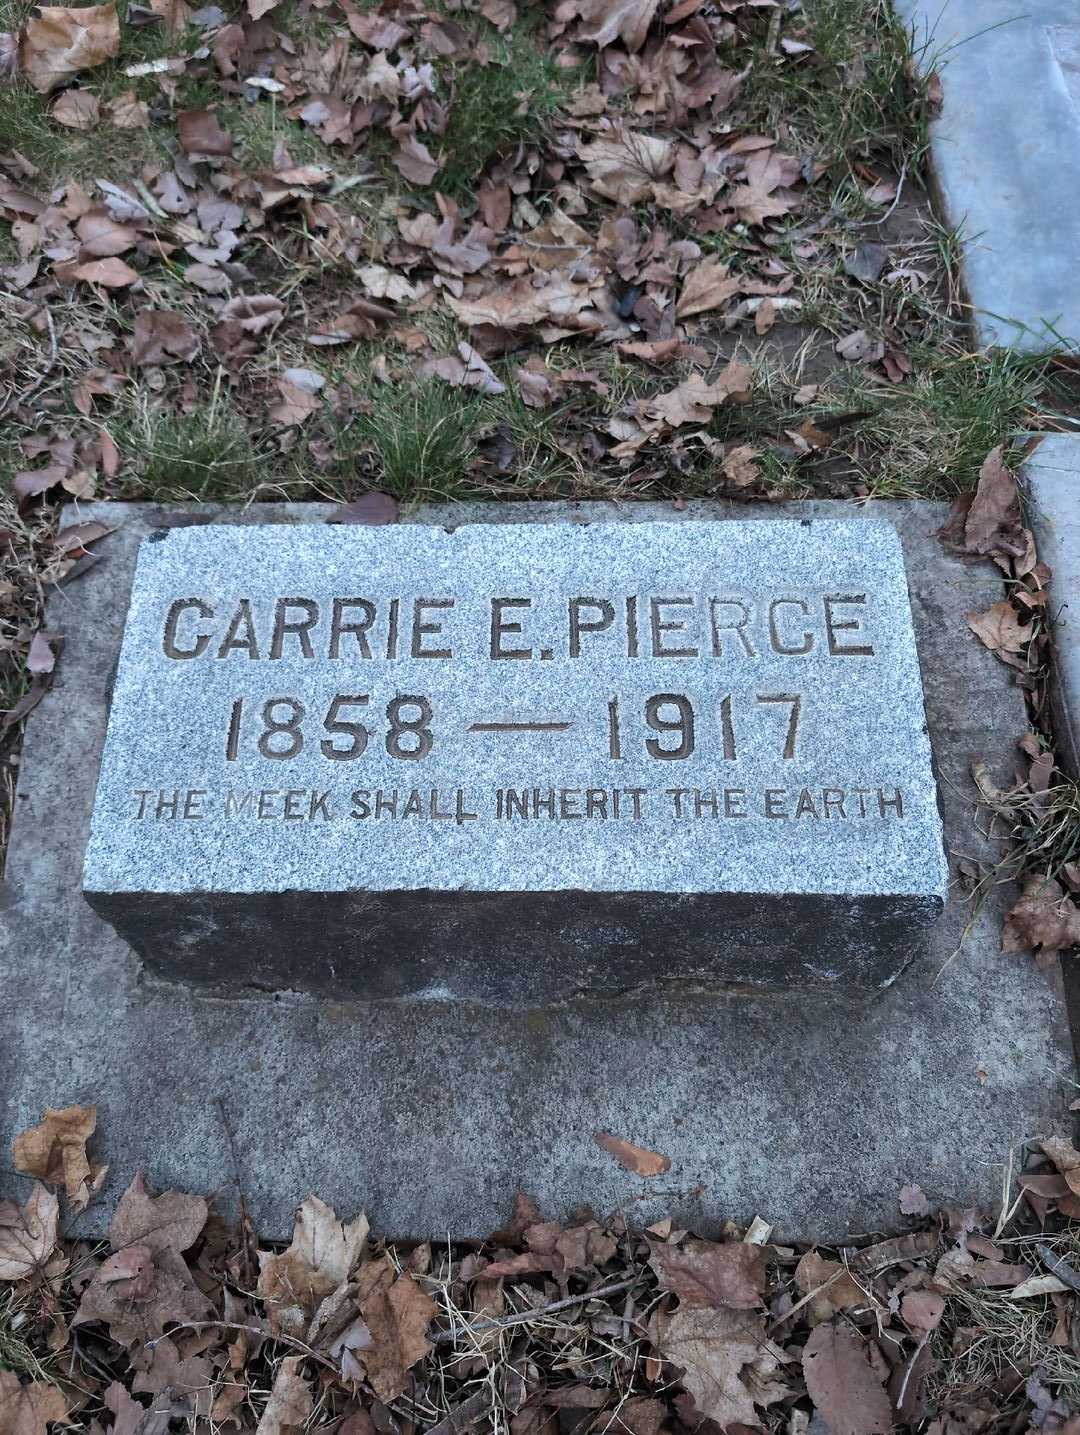 CARRIE E. PIERCE
1858 — 1917
THE MEEK SHALL INHERIT THE EARTH